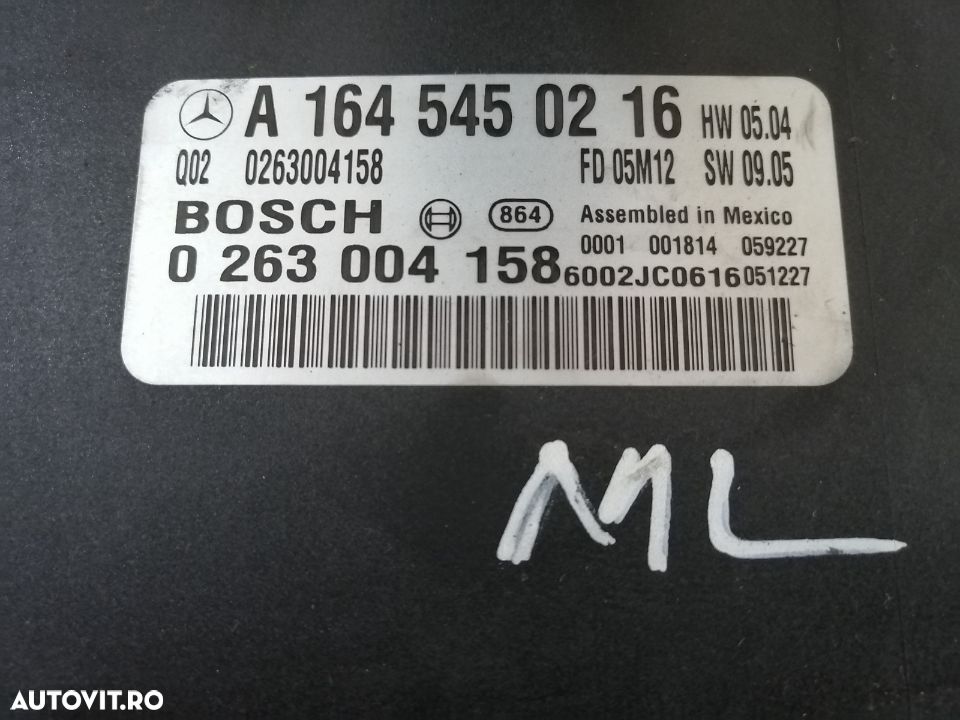 A 164 545 02 16 HW 05.04
Q02 0263004158 FD 05M12 SW 09.05
BOSCH 864 Assembled in Mexico
0001 001814 059227
0 263 004 158 6002JC0616 051227
ML
AUTOVIT.RO